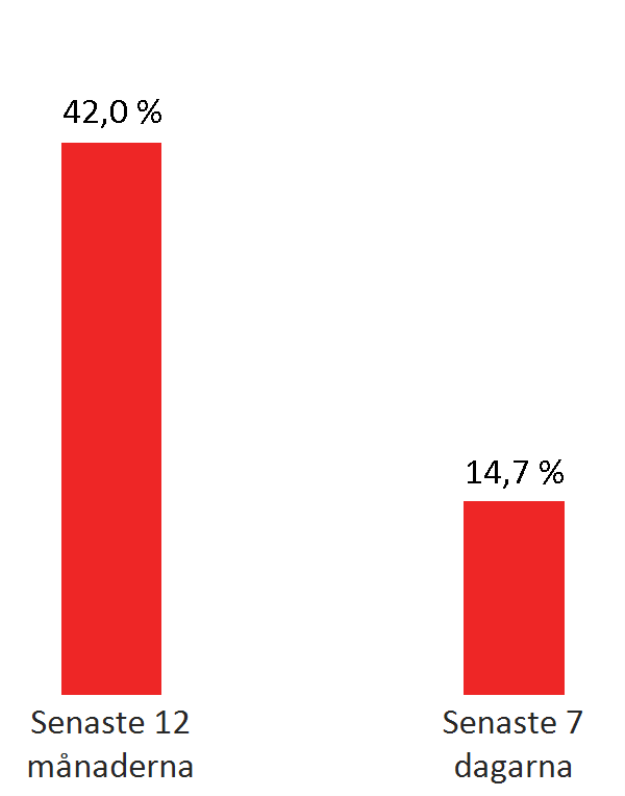 42,0 %
14,7 %
Senaste 12
månaderna
Senaste 7
dagarna